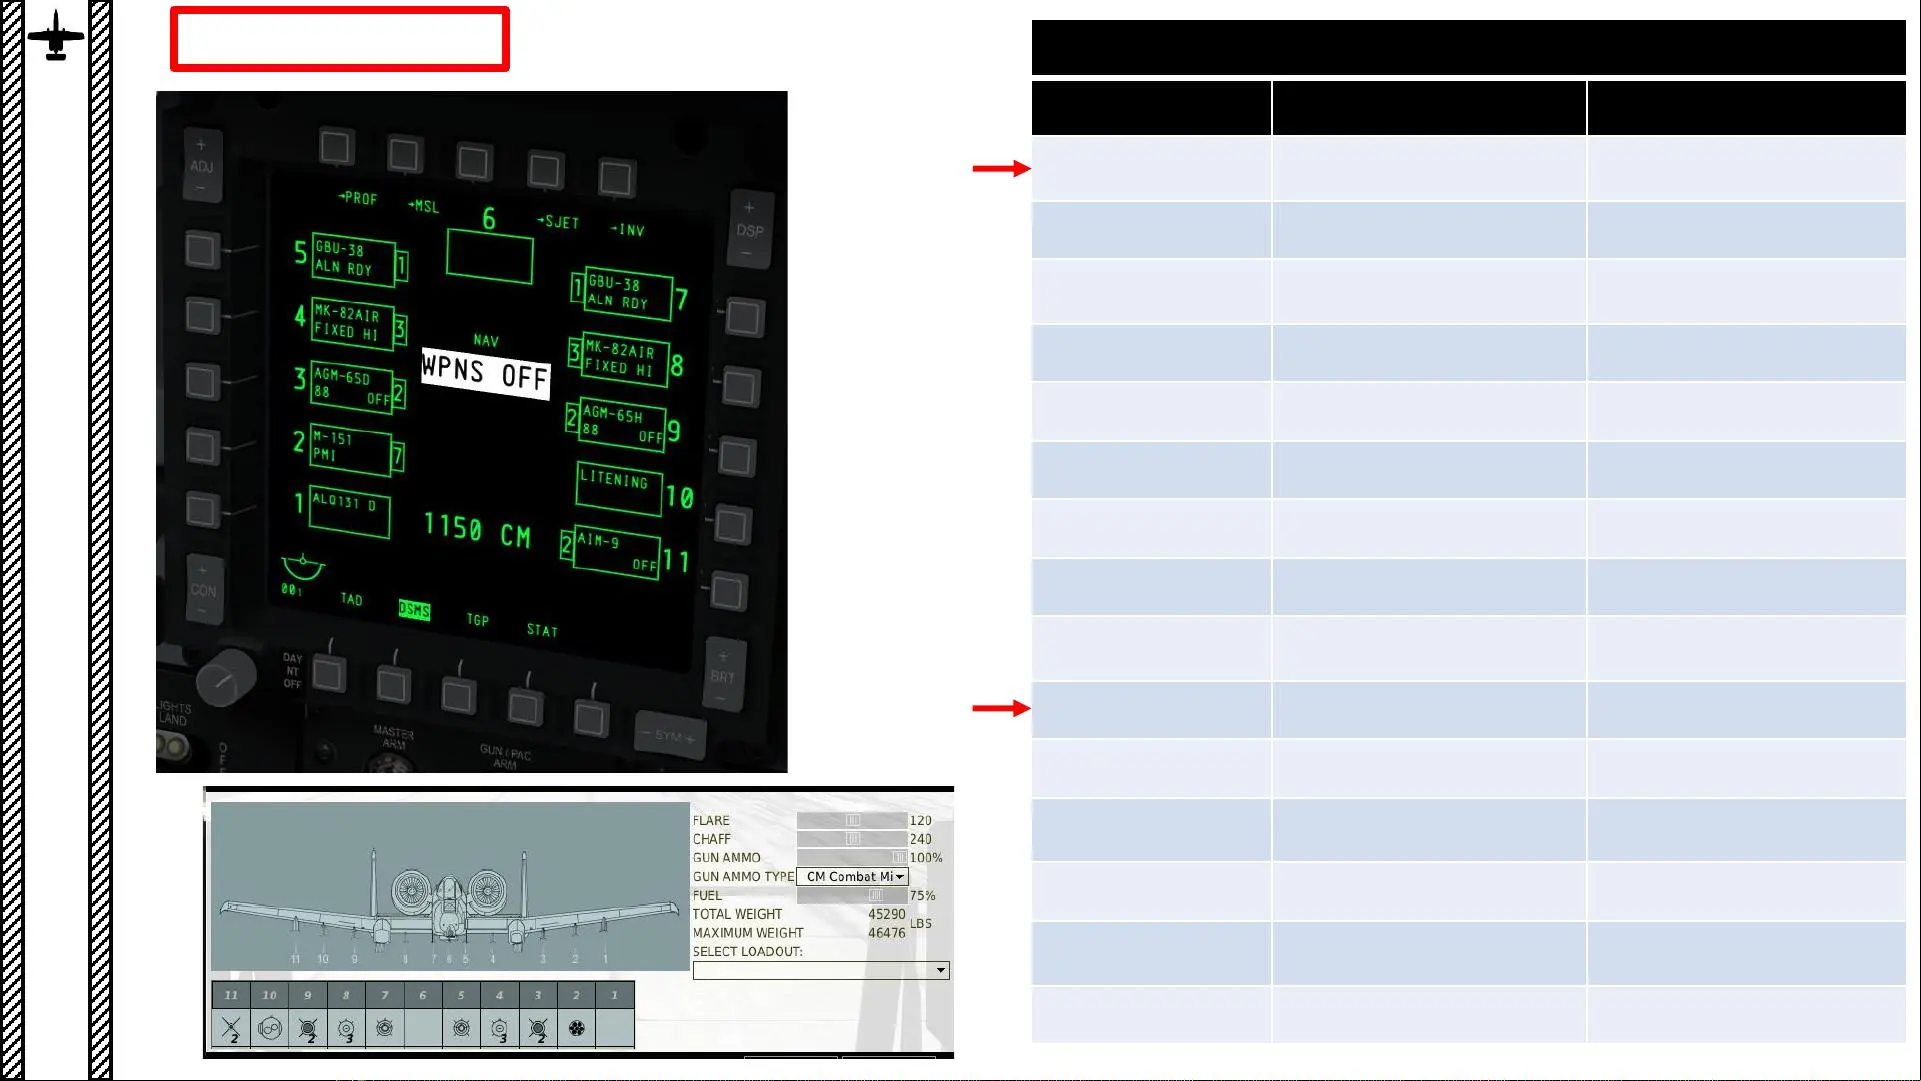 +
ADJ
-
→PROF →MSL 6 →SJET →INV
+
DSP
-
5 GBU-38 1
ALN RDY
1 GBU-38 7
ALN RDY
4 MK-82AIR 3
FIXED HI
NAV
WPNS OFF
3 MK-82AIR 8
FIXED HI
3 AGM-65D 2
88 OFF
2 AGM-65H 9
88 OFF
2 M-151 7
PMI
LITENING 10
1 ALQ131 D
1150 CM
2 AIM-9 11
OFF
+
CON
-
001 TAD DSMS TGP STAT
+
BRT
-
DAY
NT
OFF
LIGHTS
LAND
MASTER
ARM
GUN / PAC
ARM
- SYM +
O
F
F
FLARE 120
CHAFF 240
GUN AMMO 100%
GUN AMMO TYPE CM Combat Mi
FUEL 75%
TOTAL WEIGHT 45290
LBS
MAXIMUM WEIGHT 46476
SELECT LOADOUT:
11 10 9 8 7 6 5 4 3 2 1
11 10 9 8 7 6 5 4 3 2 1
2 2 3 3 2